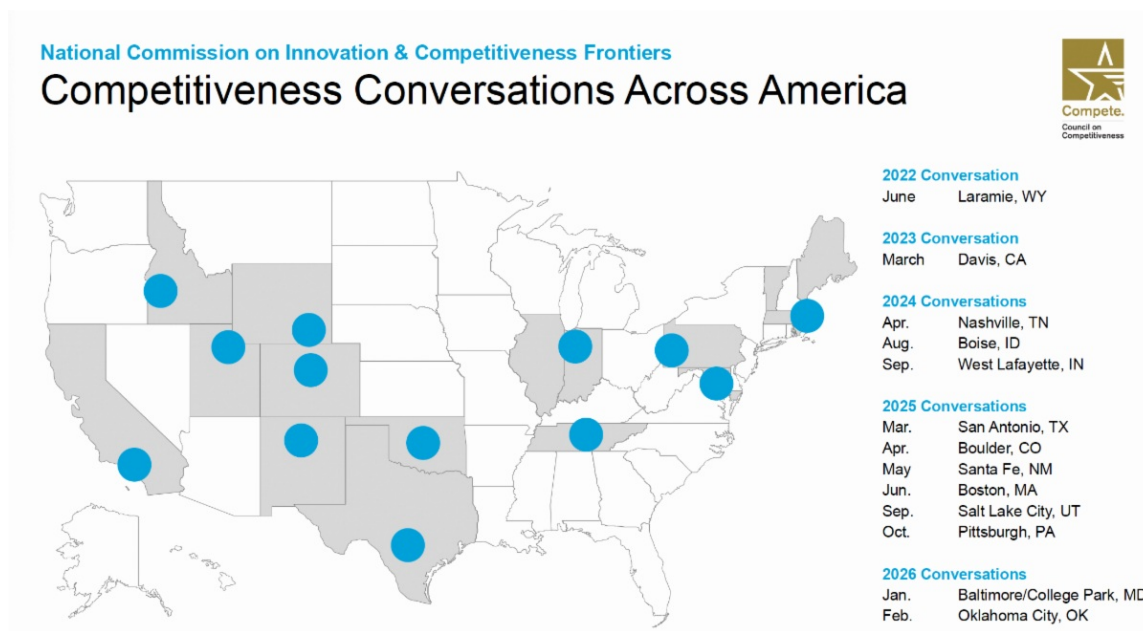 National Commission on Innovation & Competitiveness Frontiers
Competitiveness Conversations Across America
Compete.
Council on
Competitiveness
2022 Conversation
June Laramie, WY
2023 Conversation
March Davis, CA
2024 Conversations
Apr. Nashville, TN
Aug. Boise, ID
Sep. West Lafayette, IN
2025 Conversations
Mar. San Antonio, TX
Apr. Boulder, CO
May Santa Fe, NM
Jun. Boston, MA
Sep. Salt Lake City, UT
Oct. Pittsburgh, PA
2026 Conversations
Jan. Baltimore/College Park, MD
Feb. Oklahoma City, OK